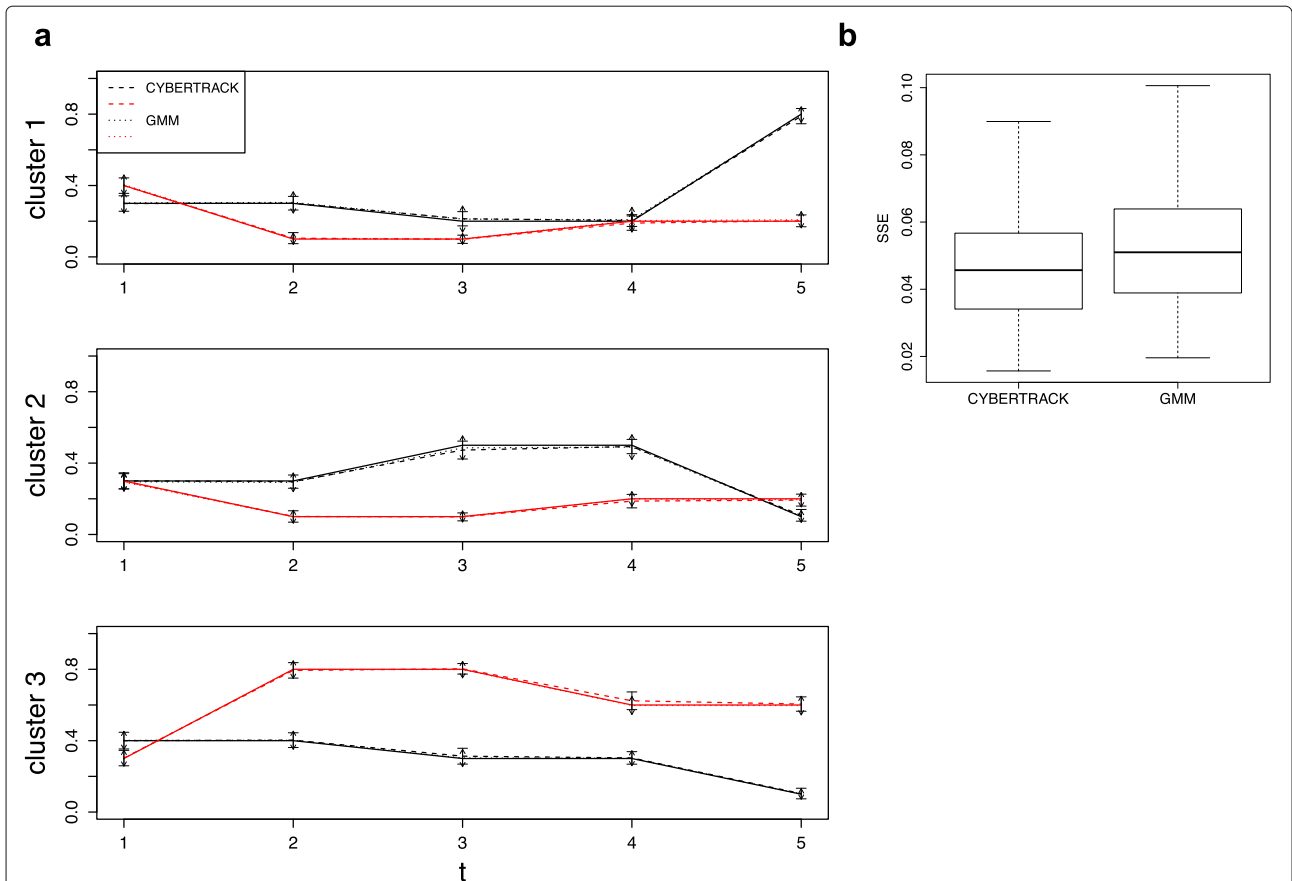 a
CYBERTRACK
GMM
cluster 1
0.0 0.4 0.8
1 2 3 4 5
cluster 2
0.0 0.4 0.8
1 2 3 4 5
cluster 3
0.0 0.4 0.8
1 2 3 4 5
t
b
SSE
0.02 0.04 0.06 0.08 0.10
CYBERTRACK GMM